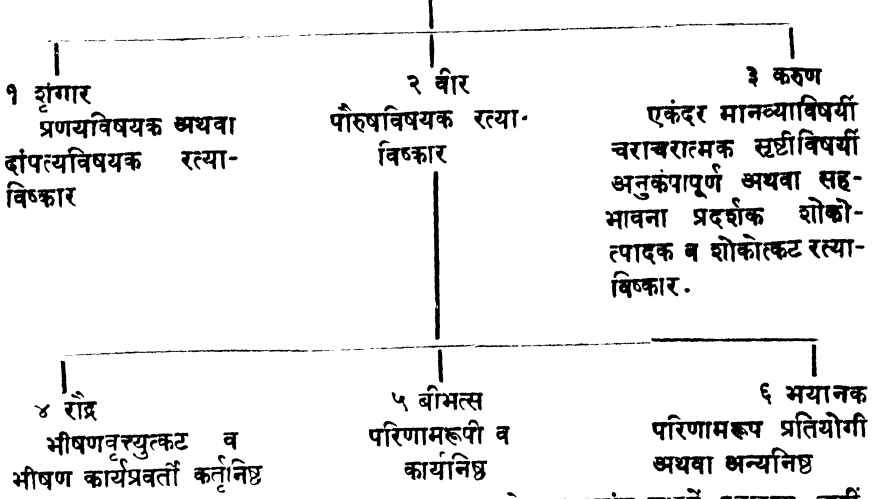 १ शृंगार
प्रणयविषयक अथवा
दांपत्यविषयक रत्या-
विष्कार
२ वीर
पौरुषविषयक रत्या-
विष्कार
३ करुण
एकंदर मानव्याविषयीं
चराचरात्मक सृष्टीविषयीं
अनुकंपापूर्ण अथवा सह-
भावना प्रदर्शक शोको-
त्पादक व शोकोत्कट रत्या-
विष्कार.
४ रौद्र
भीषणवृत्त्युत्कट व
भीषण कार्यप्रवर्ती कर्तृनिष्ठ
५ बीभत्स
परिणामरूपी व
कार्यनिष्ठ
६ भयानक
परिणामरूप प्रतियोगी
अथवा अन्यनिष्ठ